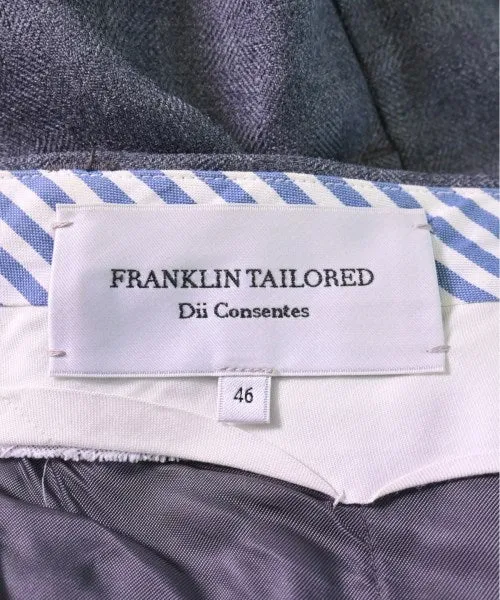 FRANKLIN TAILORED
Dii Consentes
46